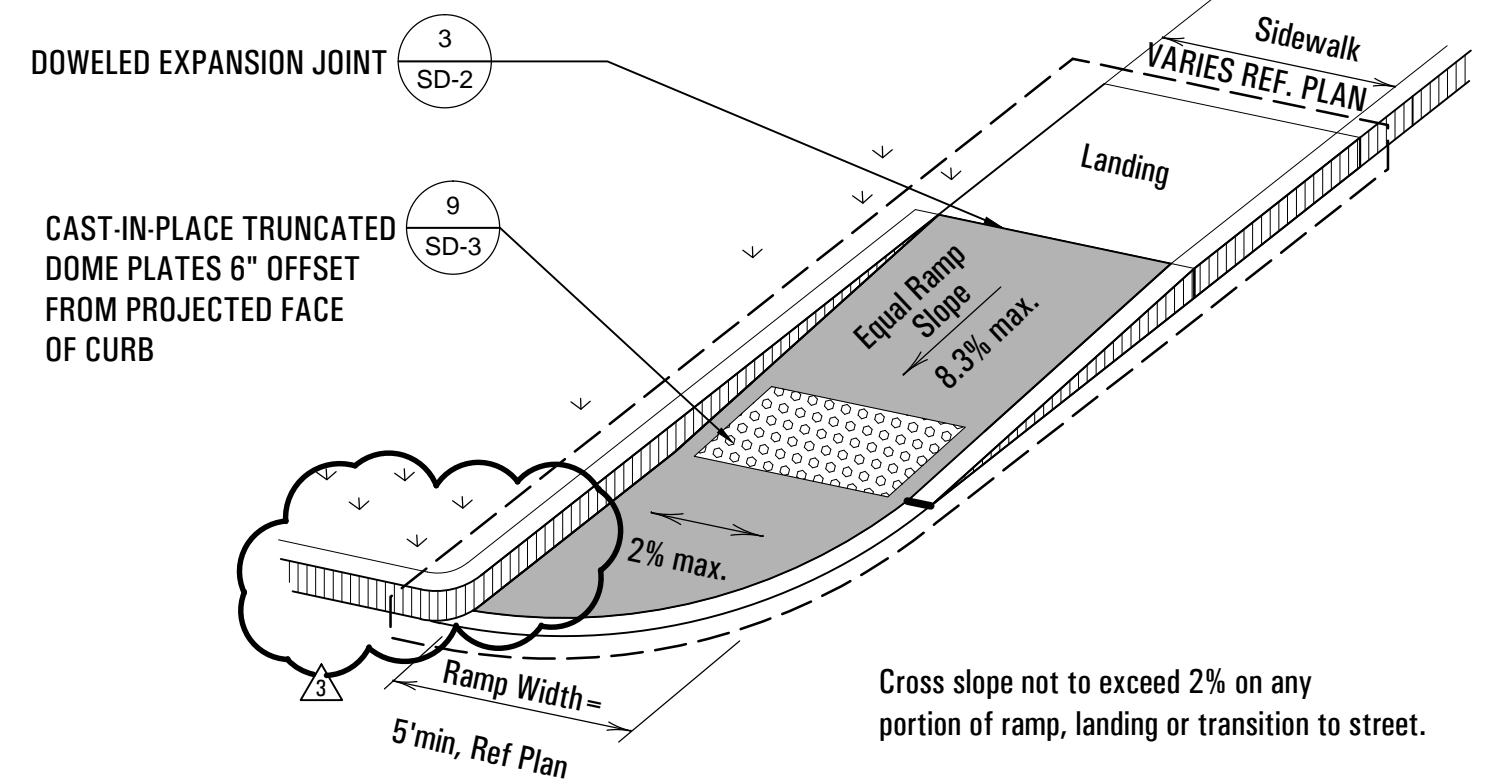 Sidewalk
VARIES REF. PLAN
DOWELED EXPANSION JOINT
3
SD-2
Landing
CAST-IN-PLACE TRUNCATED
DOME PLATES 6" OFFSET
FROM PROJECTED FACE
OF CURB
9
SD-3
Equal Ramp
Slope
8.3% max.
2% max.
3
Ramp Width=
5'min, Ref Plan
Cross slope not to exceed 2% on any
portion of ramp, landing or transition to street.